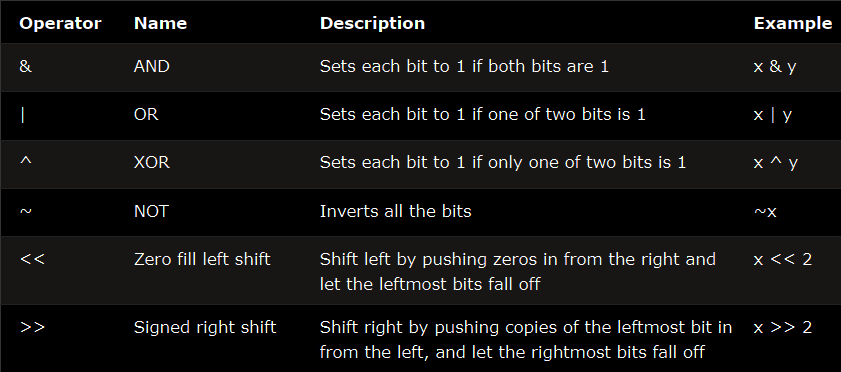 Operator Name Description Example
& AND Sets each bit to 1 if both bits are 1 x & y
| OR Sets each bit to 1 if one of two bits is 1 x | y
^ XOR Sets each bit to 1 if only one of two bits is 1 x ^ y
~ NOT Inverts all the bits ~x
<< Zero fill left shift Shift left by pushing zeros in from the right and x << 2
let the leftmost bits fall off
>> Signed right shift Shift right by pushing copies of the leftmost bit in x >> 2
from the left, and let the rightmost bits fall off